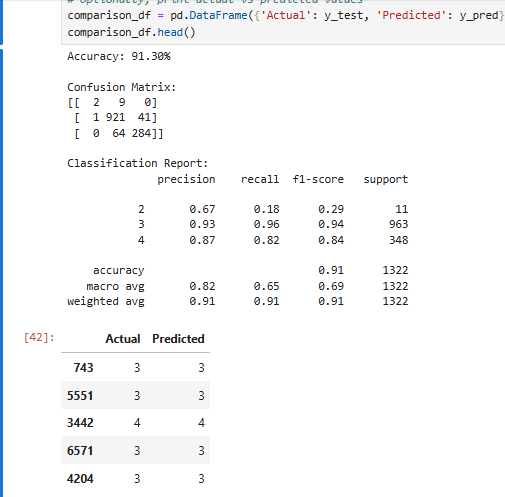 # Optionally, print actual vs predicted values
comparison_df = pd.DataFrame({'Actual': y_test, 'Predicted': y_pred}
comparison_df.head()
Accuracy: 91.30%
Confusion Matrix:
[[  2   9   0]
 [  1 921  41]
 [  0  64 284]]
Classification Report:
precision recall f1-score support
2 0.67 0.18 0.29 11
3 0.93 0.96 0.94 963
4 0.87 0.82 0.84 348
accuracy 0.91 1322
macro avg 0.82 0.65 0.69 1322
weighted avg 0.91 0.91 0.91 1322
[42]: Actual Predicted
743 3 3
5551 3 3
3442 4 4
6571 3 3
4204 3 3